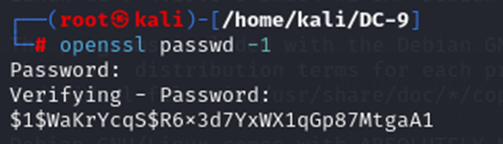 ┌──(root㉿kali)-[/home/kali/DC-9]
└─# openssl passwd -1
Password:
Verifying - Password:
$1$WaKrYcqS$R6×3d7YxWX1qGp87MtgaA1